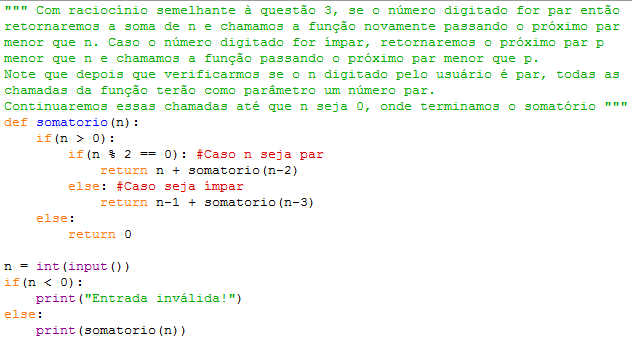 """ Com raciocínio semelhante à questão 3, se o número digitado for par então
retornaremos a soma de n e chamamos a função novamente passando o próximo par
menor que n. Caso o número digitado for ímpar, retornaremos o próximo par p
menor que n e chamamos a função passando o próximo par menor que p.
Note que depois que verificarmos se o n digitado pelo usuário é par, todas as
chamadas da função terão como parâmetro um número par.
Continuaremos essas chamadas até que n seja 0, onde terminamos o somatório """
def somatorio(n):
    if(n > 0):
        if(n % 2 == 0): #Caso n seja par
            return n + somatorio(n-2)
        else: #Caso seja ímpar
            return n-1 + somatorio(n-3)
    else:
        return 0

n = int(input())
if(n < 0):
    print("Entrada inválida!")
else:
    print(somatorio(n))